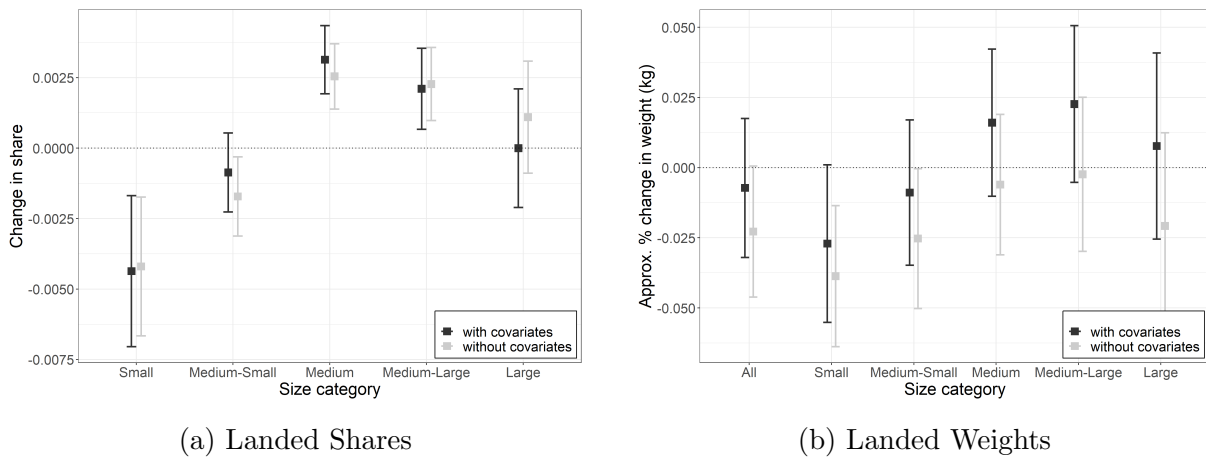 Change in share
0.0025
0.0000
-0.0025
-0.0050
-0.0075
with covariates
without covariates
Small Medium-Small Medium Medium-Large Large
Size category
(a) Landed Shares
Approx. % change in weight (kg)
0.050
0.025
0.000
-0.025
-0.050
with covariates
without covariates
All Small Medium-Small Medium Medium-Large Large
Size category
(b) Landed Weights